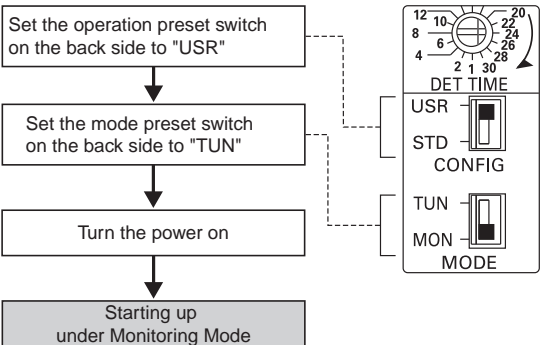 Set the operation preset switch
on the back side to "USR"
Set the mode preset switch
on the back side to "TUN"
Turn the power on
Starting up
under Monitoring Mode
12
10
8
6
4
2
1
30
28
26
24
22
20
DET TIME
USR
STD
CONFIG
TUN
MON
MODE